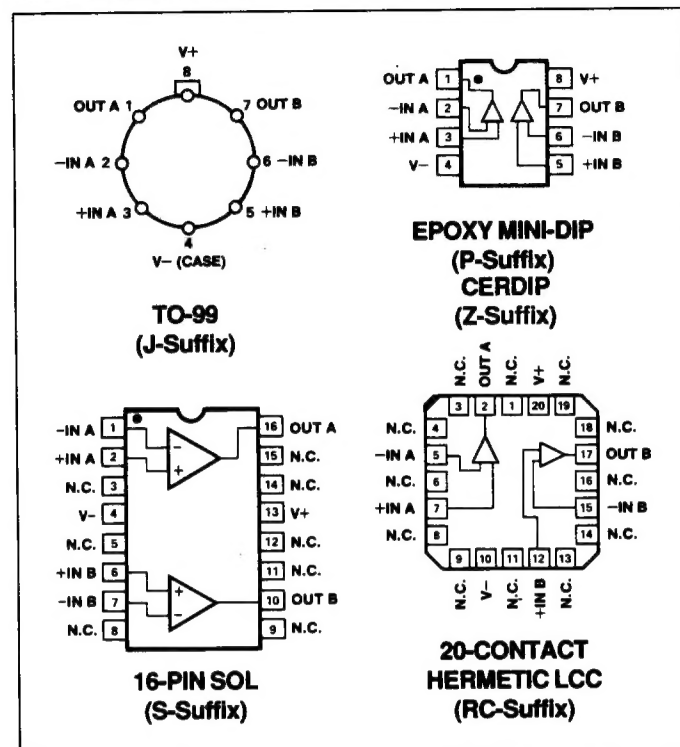 V+
8
OUT A 1
7 OUT B
−IN A 2
6 −IN B
+IN A 3
5 +IN B
4
V− (CASE)
TO-99
(J-Suffix)
OUT A 1
8 V+
−IN A 2
7 OUT B
+IN A 3
6 −IN B
V− 4
5 +IN B
EPOXY MINI-DIP
(P-Suffix)
CERDIP
(Z-Suffix)
−IN A 1
16 OUT A
+IN A 2
15 N.C.
N.C. 3
14 N.C.
V− 4
13 V+
N.C. 5
12 N.C.
+IN B 6
11 N.C.
−IN B 7
10 OUT B
N.C. 8
9 N.C.
− +
+ −
16-PIN SOL
(S-Suffix)
N.C. OUT A N.C. V+ N.C.
3 2 1 20 19
N.C. 4
18 N.C.
−IN A 5
17 OUT B
N.C. 6
16 N.C.
+IN A 7
15 −IN B
N.C. 8
14 N.C.
9 10 11 12 13
N.C. V− N.C. +IN B N.C.
20-CONTACT
HERMETIC LCC
(RC-Suffix)